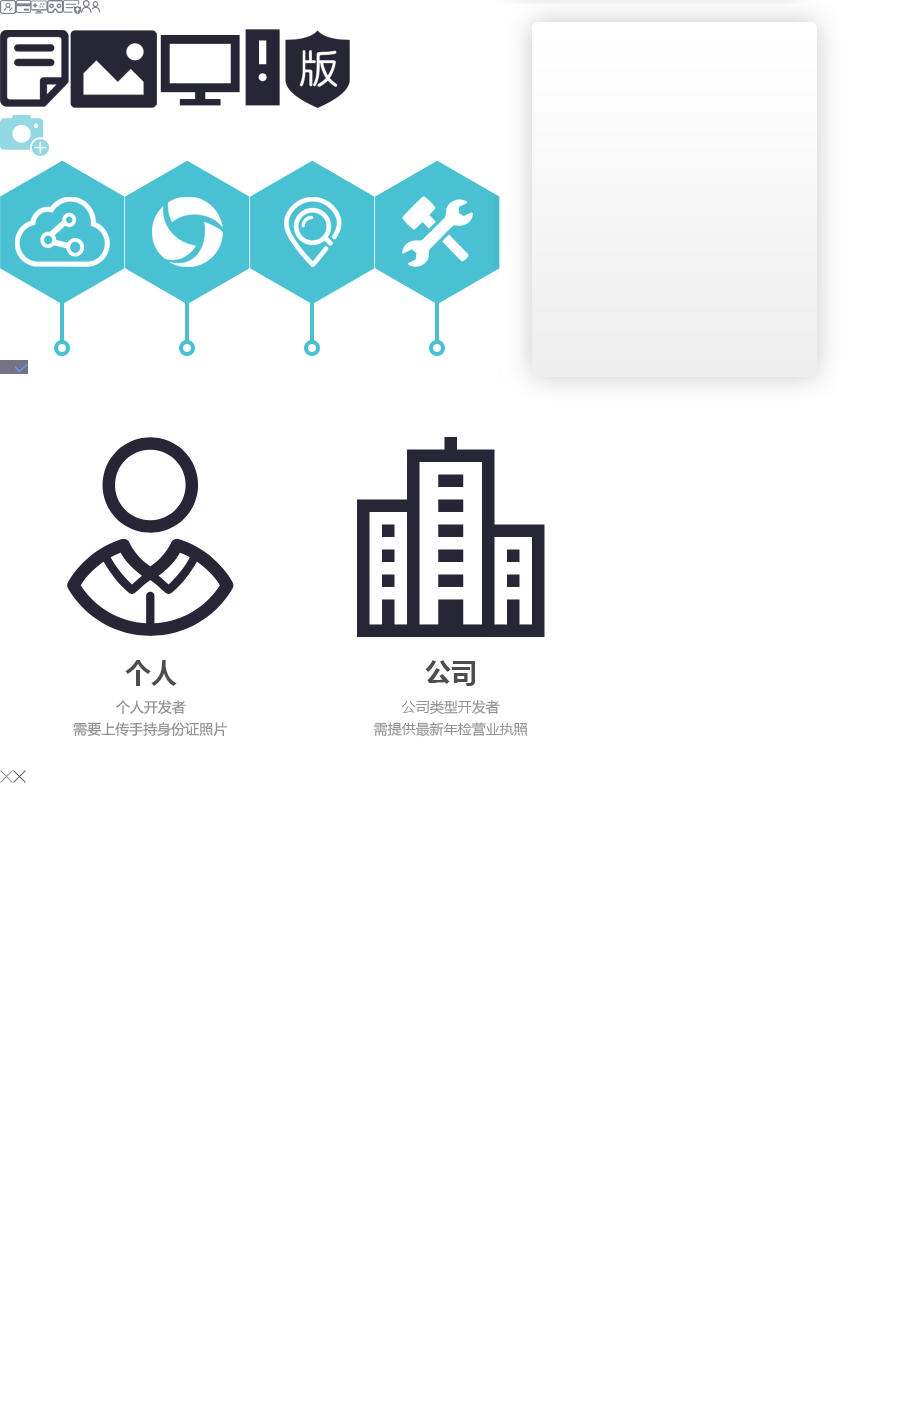 版
个人
个人开发者
需要上传手持身份证照片
公司
公司类型开发者
需提供最新年检营业执照